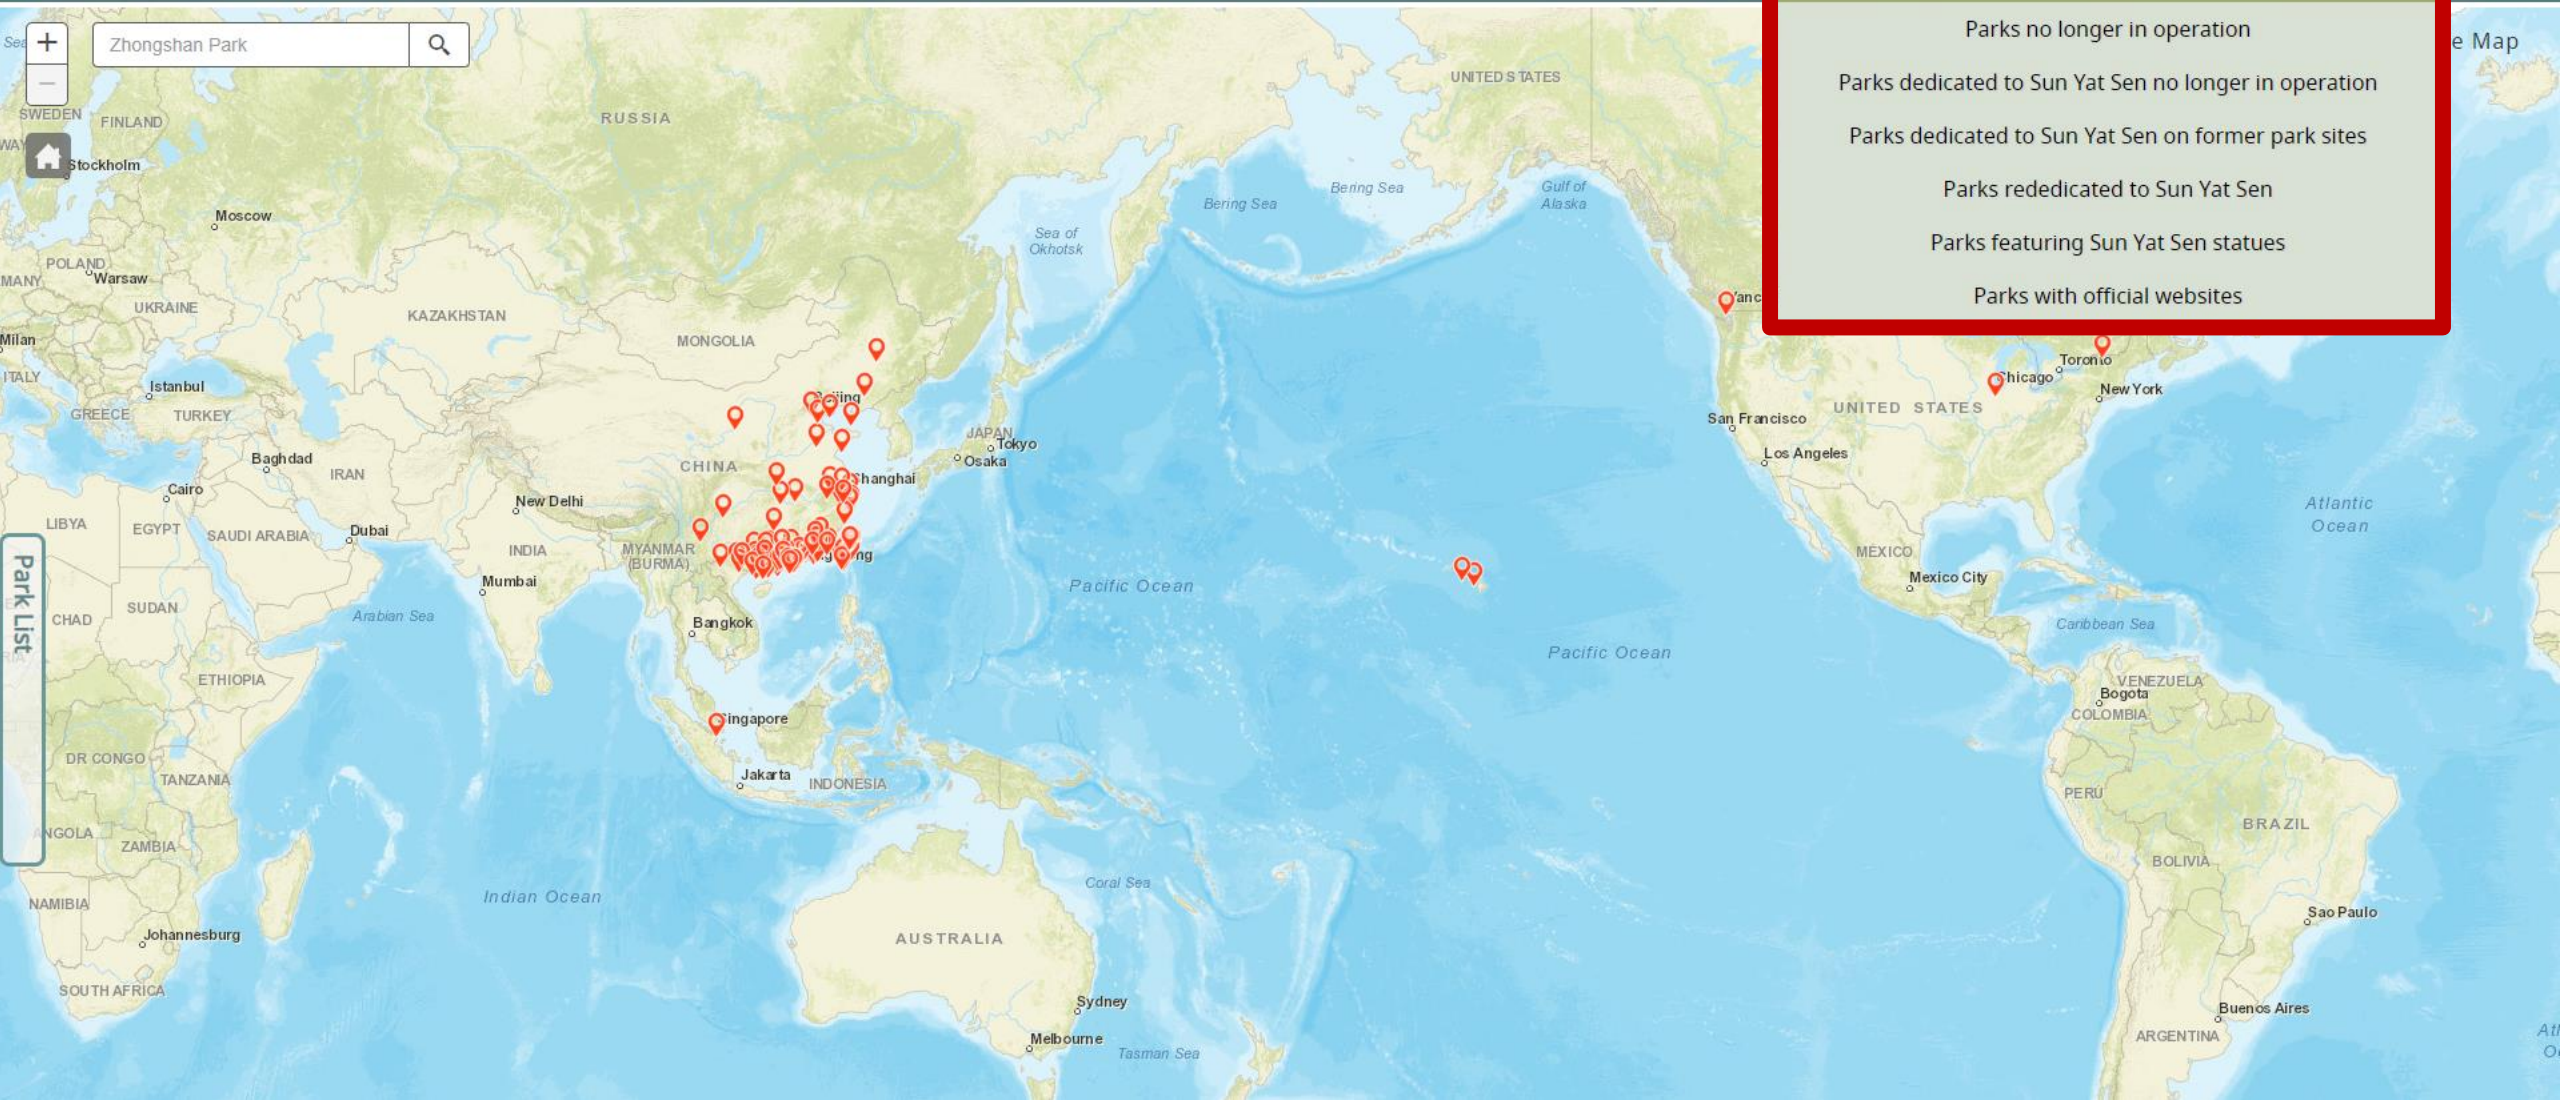 +
Zhongshan Park
−
Parks no longer in operation
Parks dedicated to Sun Yat Sen no longer in operation
Parks dedicated to Sun Yat Sen on former park sites
Parks rededicated to Sun Yat Sen
Parks featuring Sun Yat Sen statues
Parks with official websites
e Map
Park List
SWEDEN
FINLAND
Stockholm
RUSSIA
UNITED STATES
Bering Sea
Bering Sea
Gulf of
Alaska
Sea of
Okhotsk
Moscow
POLAND
Warsaw
MANY
UKRAINE
KAZAKHSTAN
MONGOLIA
Milan
ITALY
Istanbul
GREECE
TURKEY
Toronto
Chicago
New York
UNITED STATES
San Francisco
Los Angeles
JAPAN
Tokyo
Osaka
CHINA
Shanghai
Baghdad
IRAN
Cairo
New Delhi
LIBYA
EGYPT
SAUDI ARABIA
Dubai
INDIA
MYANMAR
(BURMA)
Atlantic
Ocean
MÉXICO
Mexico City
Mumbai
Pacific Ocean
CHAD
SUDAN
Arabian Sea
Bangkok
Caribbean Sea
Pacific Ocean
ETHIOPIA
VENEZUELA
Bogota
COLOMBIA
Singapore
DR CONGO
TANZANIA
Jakarta
INDONESIA
PERU
BRAZIL
ANGOLA
ZAMBIA
BOLIVIA
Coral Sea
Indian Ocean
NAMIBIA
Johannesburg
AUSTRALIA
Sao Paulo
SOUTH AFRICA
Sydney
Buenos Aires
Melbourne
Tasman Sea
ARGENTINA